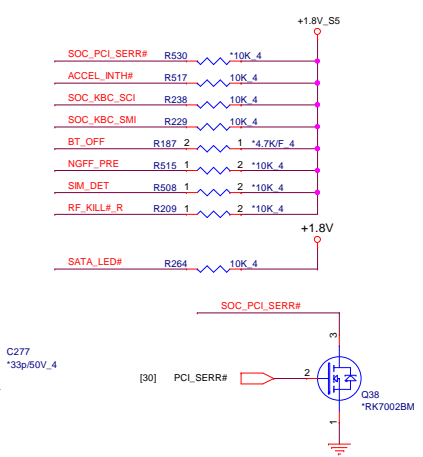 +1.8V_S5
SOC_PCI_SERR# R530 *10K_4
ACCEL_INTH# R517 10K_4
SOC_KBC_SCI R238 10K_4
SOC_KBC_SMI R229 10K_4
BT_OFF R187 2 1 *4.7K/F_4
NGFF_PRE R515 1 2 *10K_4
SIM_DET R508 1 2 *10K_4
RF_KILL#_R R209 1 2 *10K_4
+1.8V
SATA_LED# R264 10K_4
SOC_PCI_SERR#
3
C277
*33p/50V_4
[30] PCI_SERR# 2
Q38
*RK7002BM
1